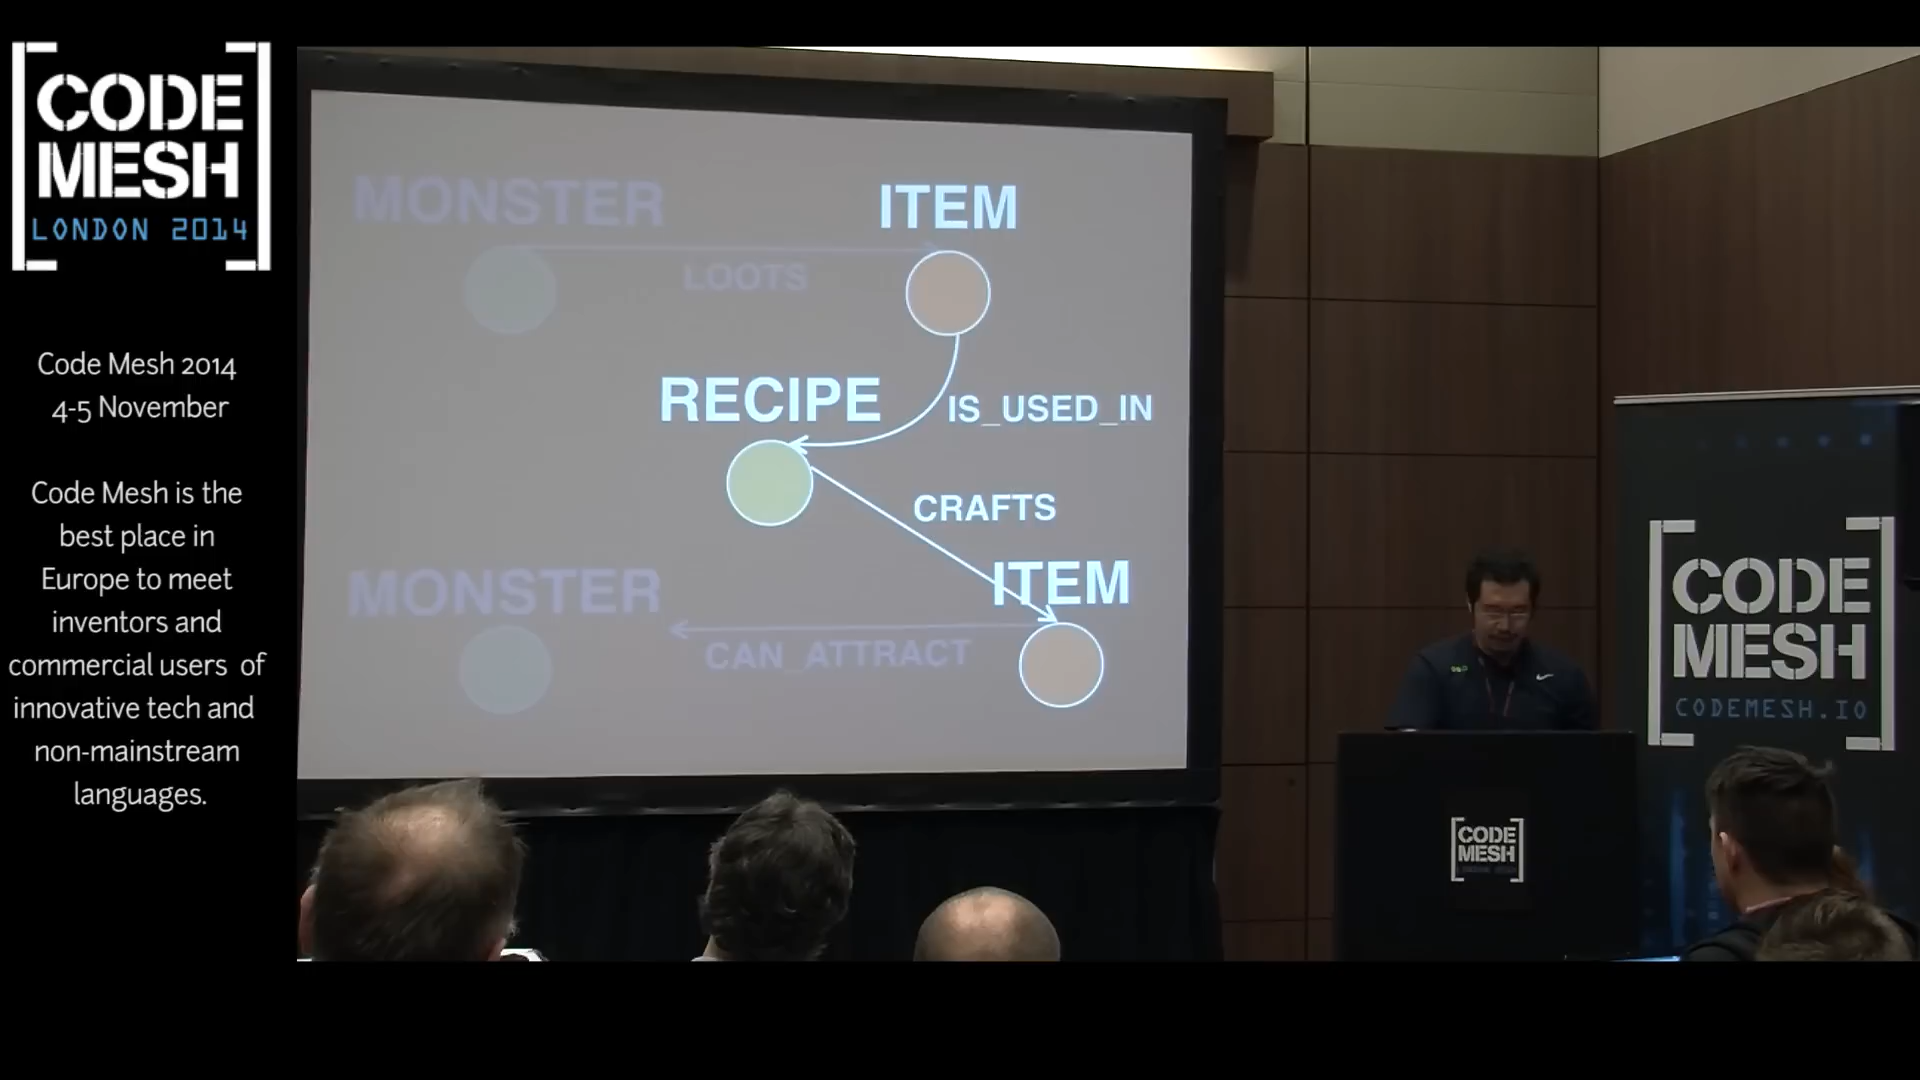 CODE
MESH
LONDON 2014
Code Mesh 2014
4-5 November
Code Mesh is the
best place in
Europe to meet
inventors and
commercial users of
innovative tech and
non-mainstream
languages.
MONSTER
ITEM
LOOTS
RECIPE
IS_USED_IN
CRAFTS
MONSTER
ITEM
CAN_ATTRACT
CODE
MESH
CODEMESH.IO
CODE
MESH
LONDON 2014